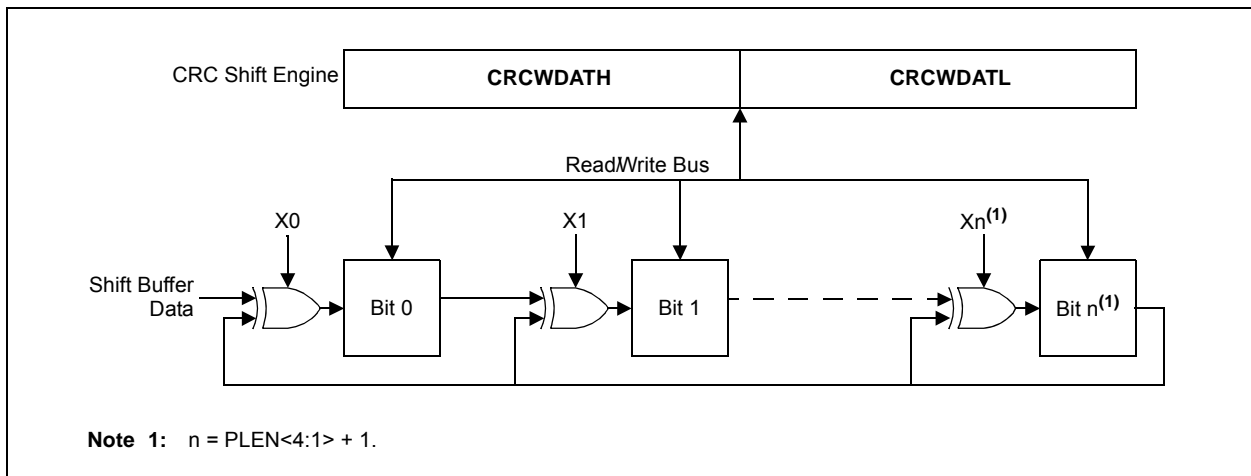 CRC Shift Engine CRCWDATH CRCWDATL
Read/Write Bus
X0 X1 Xn(1)
Shift Buffer
Data
Bit 0 Bit 1 Bit n(1)
Note 1: n = PLEN<4:1> + 1.